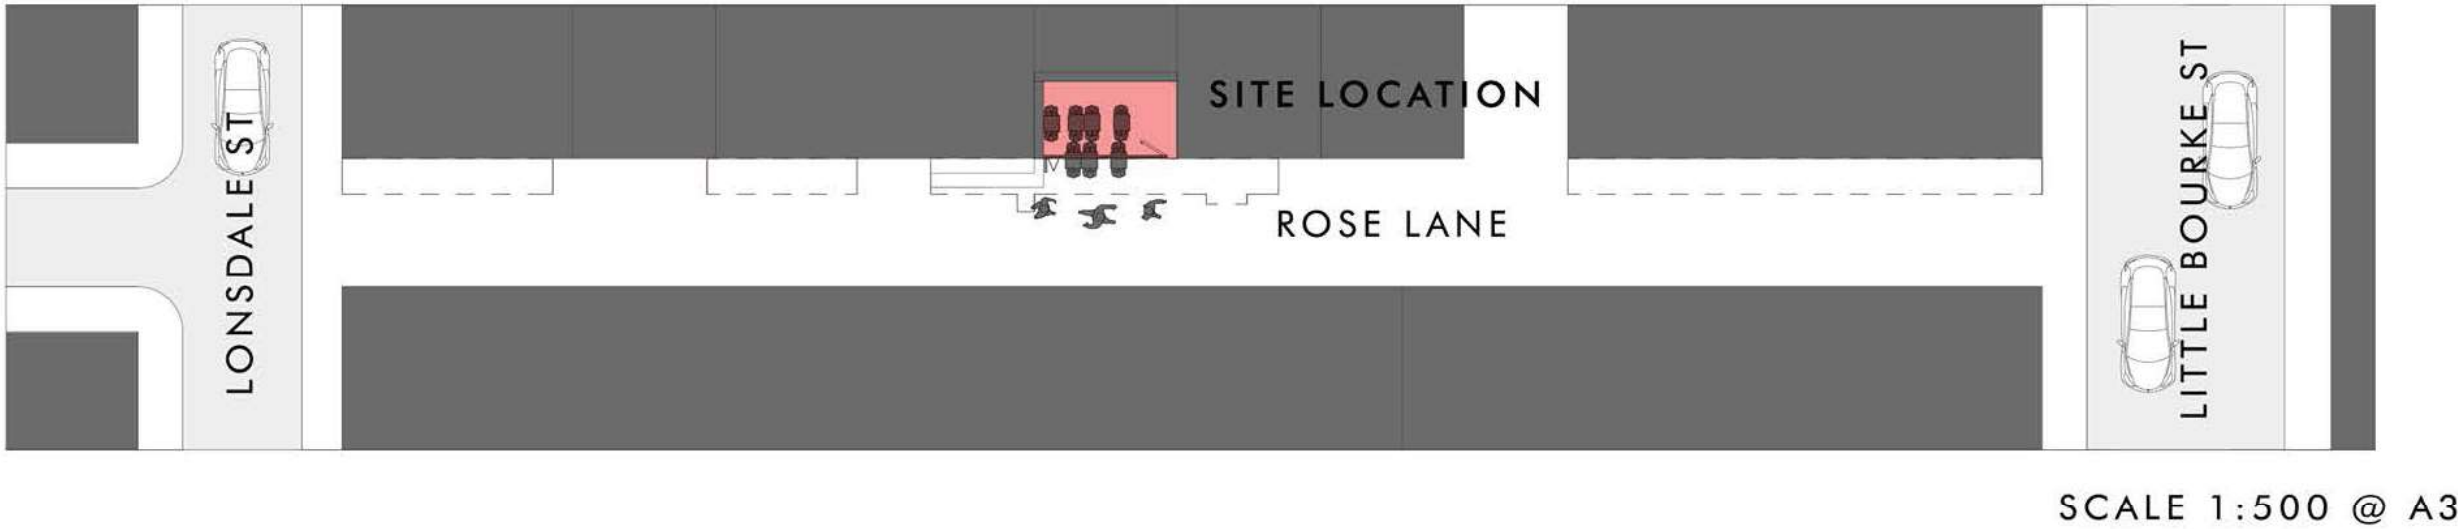 LONSDALE ST
SITE LOCATION
ROSE LANE
LITTLE BOURKE ST
SCALE 1:500 @ A3